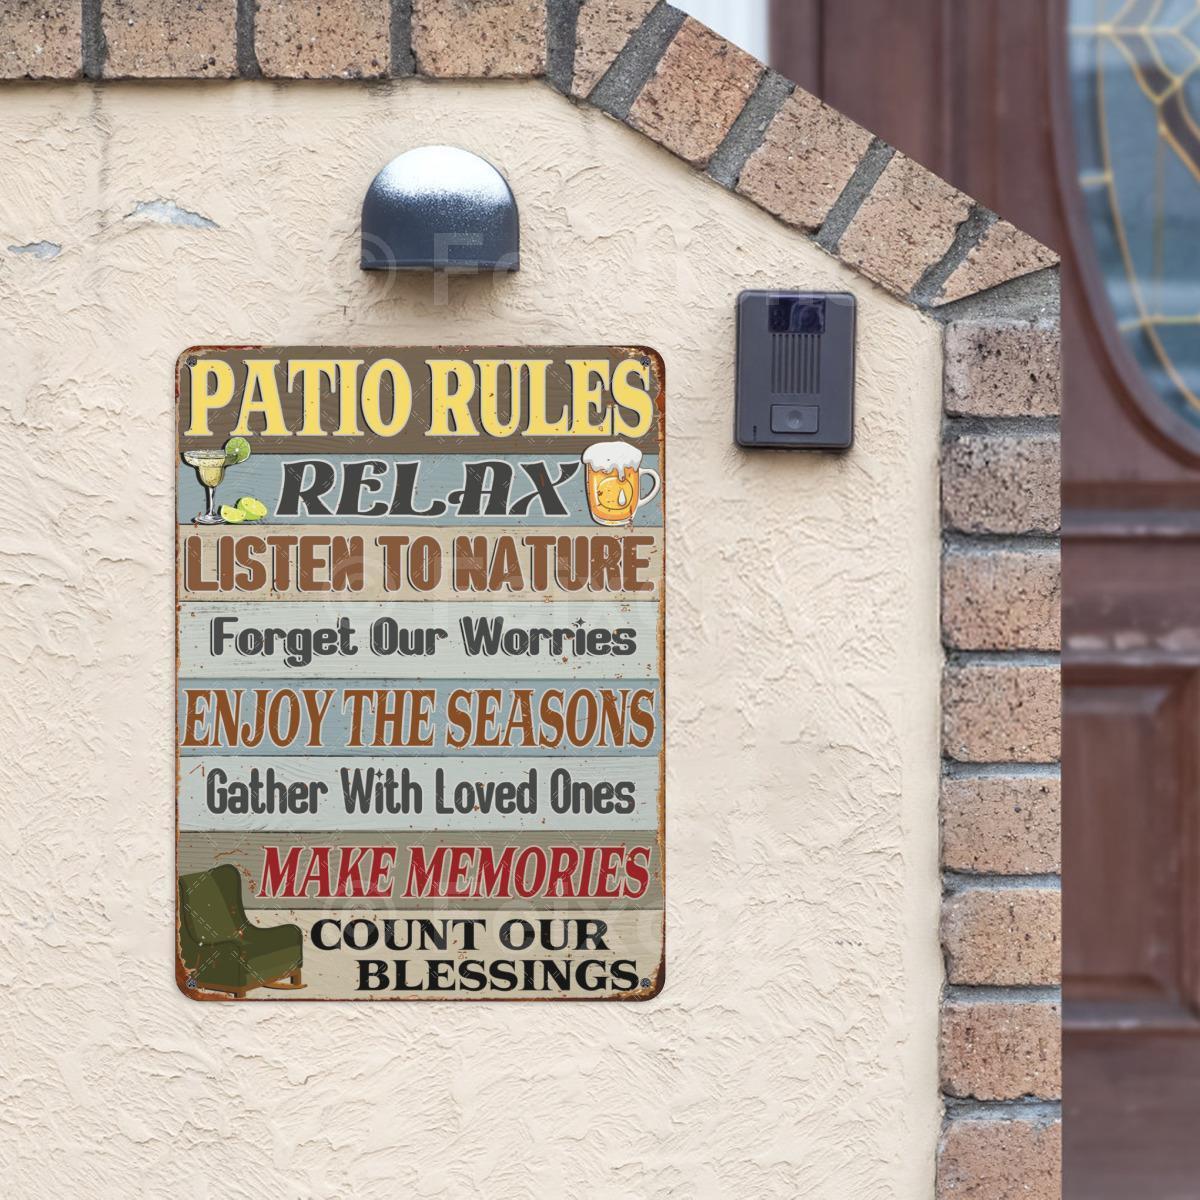 PATIO RULES
RELAX
LISTEN TO NATURE
Forget Our Worries
ENJOY THE SEASONS
Gather With Loved Ones
MAKE MEMORIES
COUNT OUR
BLESSINGS.